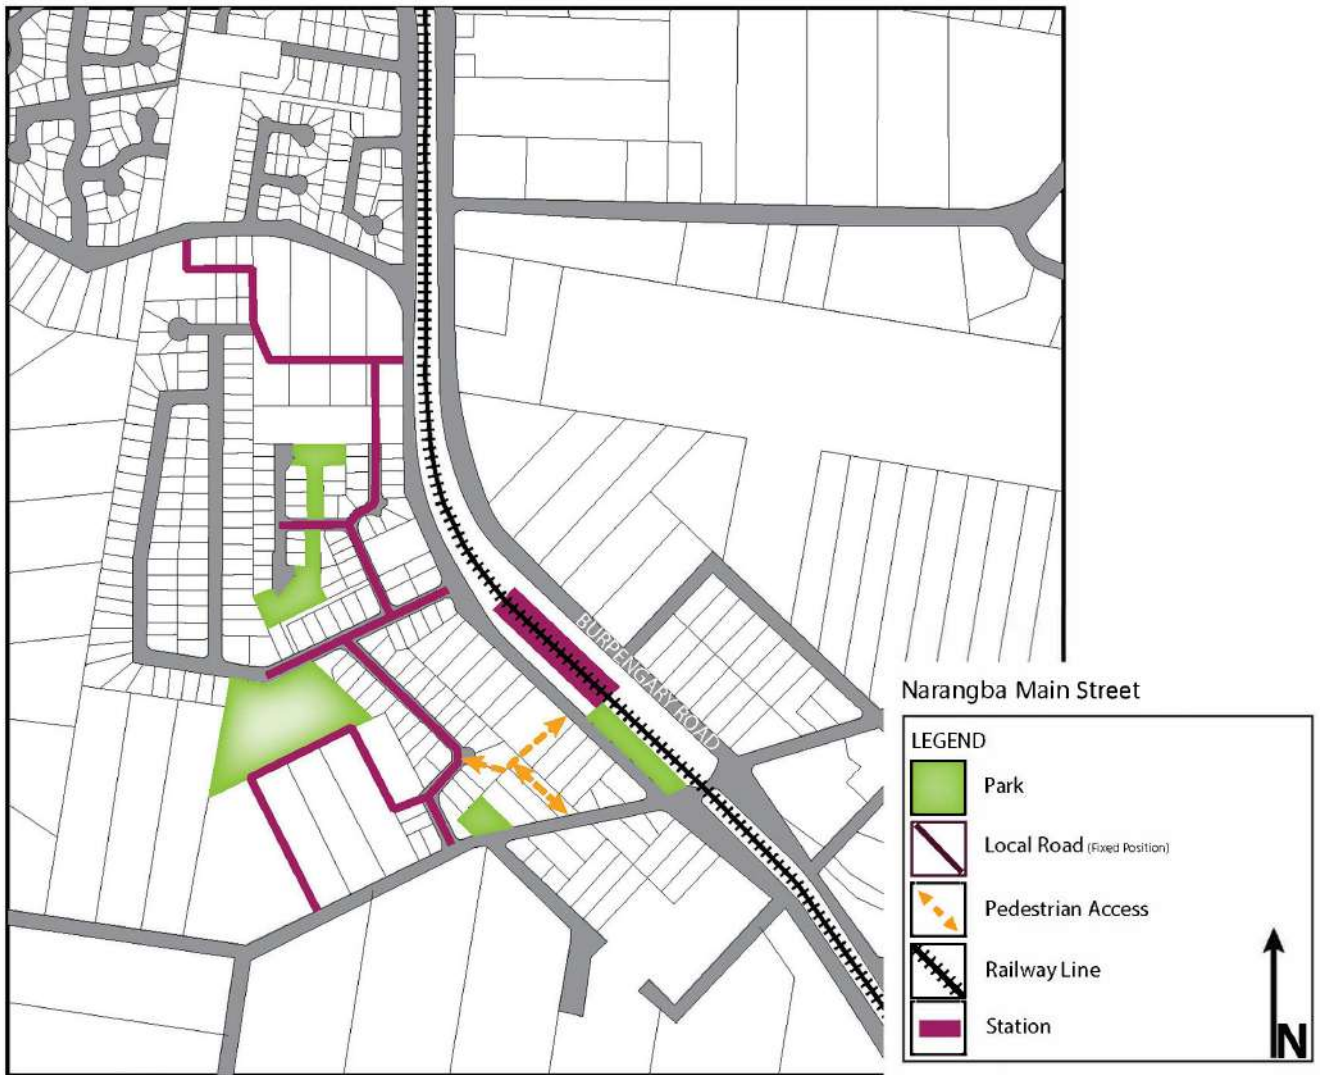 BURPENGARY ROAD
Narangba Main Street
LEGEND
Park
Local Road (Fixed Position)
Pedestrian Access
Railway Line
Station
N